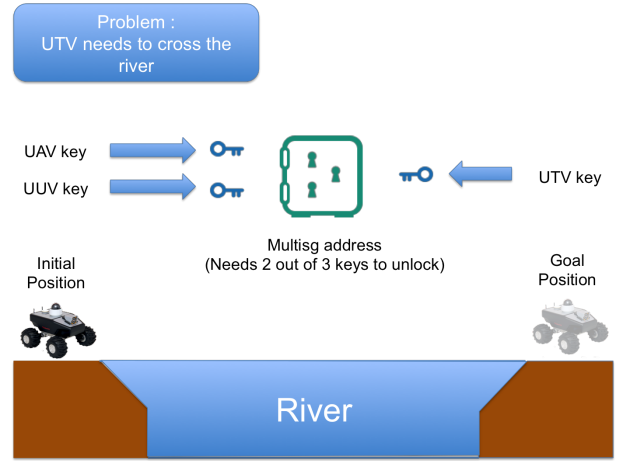 Problem :
UTV needs to cross the
river
UAV key
UUV key
UTV key
Multisg address
(Needs 2 out of 3 keys to unlock)
Initial
Position
Goal
Position
River